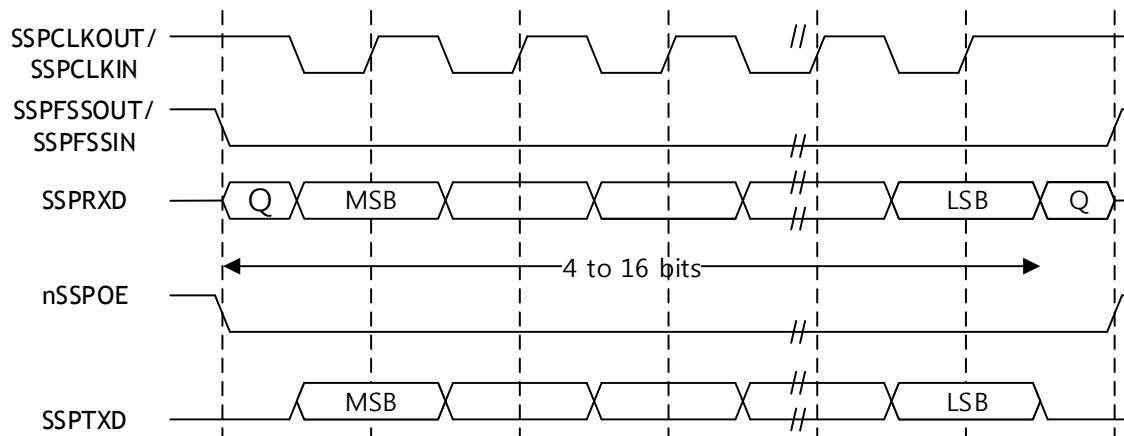 SSPCLKOUT/
SSPCLKIN
SSPFSSOUT/
SSPFSSIN
SSPRXD
Q MSB LSB Q
4 to 16 bits
nSSPOE
SSPTXD
MSB LSB